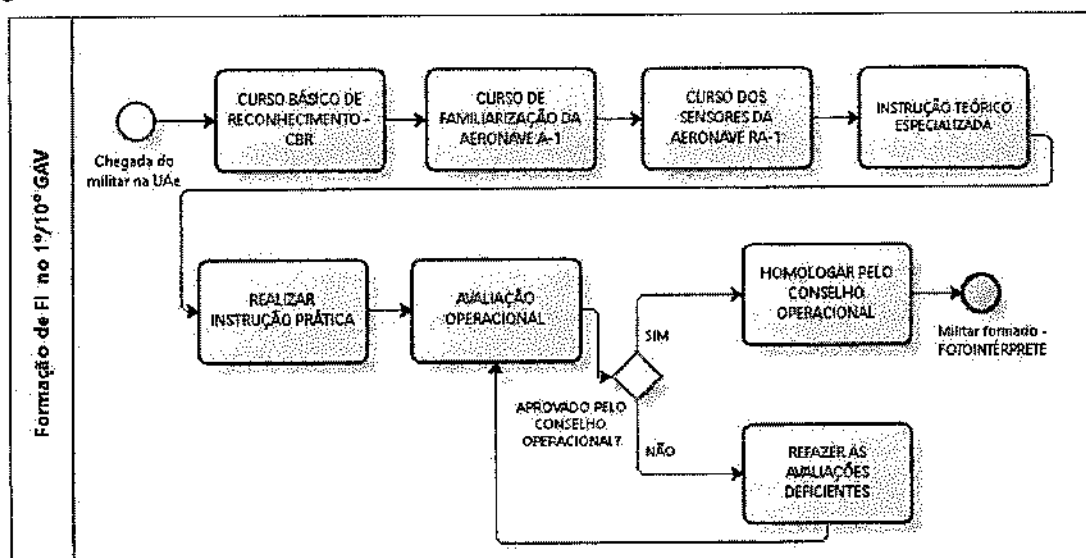 Formação de FI no 1º/10º GAV
Chegada do
militar na UAe
CURSO BÁSICO DE
RECONHECIMENTO -
CBR
CURSO DE
FAMILIARIZAÇÃO DA
AERONAVE A-1
CURSO DOS
SENSORES DA
AERONAVE RA-1
INSTRUÇÃO TEÓRICO
ESPECIALIZADA
REALIZAR
INSTRUÇÃO PRÁTICA
AVALIAÇÃO
OPERACIONAL
APROVADO PELO
CONSELHO
OPERACIONAL?
SIM
NÃO
HOMOLOGAR PELO
CONSELHO
OPERACIONAL
Militar formado -
FOTOINTÉRPRETE
REFAZER AS
AVALIAÇÕES
DEFICIENTES